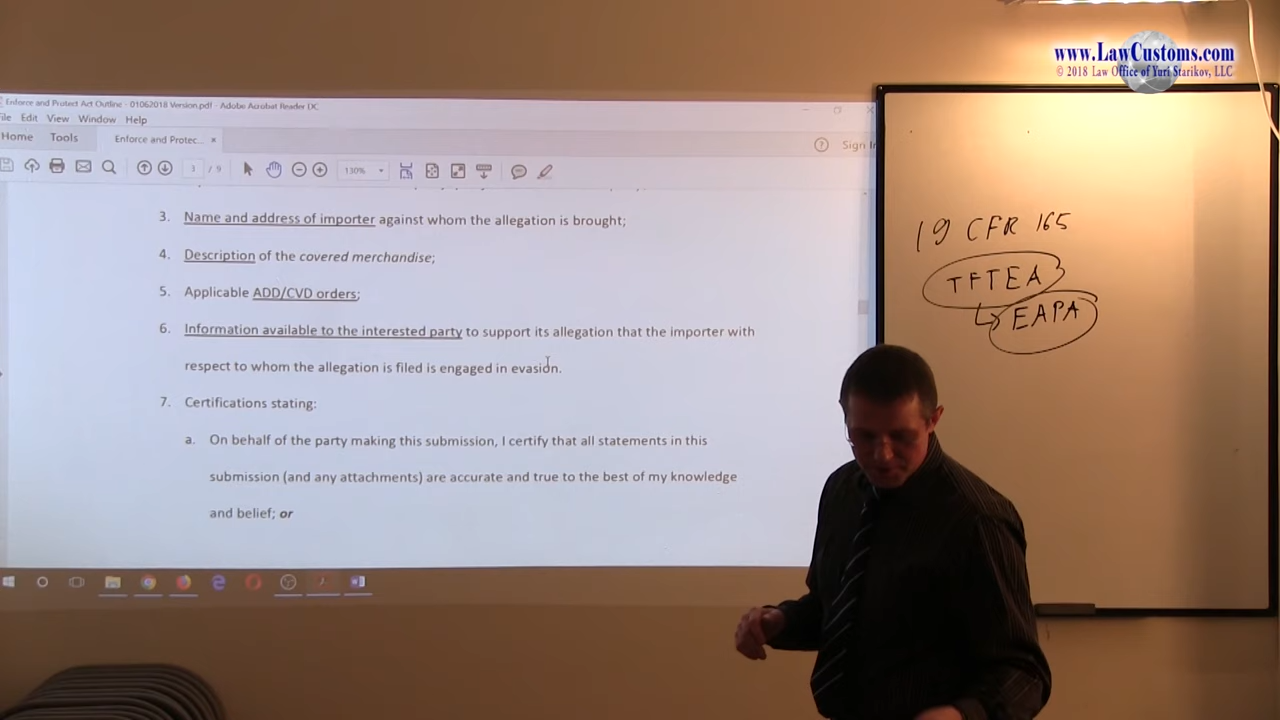 www.LawCustoms.com
© 2018 Law Office of Yuri Starikov, LLC
Enforce and Protect Act Outline - 01062018 Version.pdf - Adobe Acrobat Reader DC
File Edit View Window Help
Home Tools Enforce and Protec... × Sign In
3 / 9 130%
3. Name and address of importer against whom the allegation is brought;
4. Description of the covered merchandise;
5. Applicable ADD/CVD orders;
6. Information available to the interested party to support its allegation that the importer with
respect to whom the allegation is filed is engaged in evasion.
7. Certifications stating:
a. On behalf of the party making this submission, I certify that all statements in this
submission (and any attachments) are accurate and true to the best of my knowledge
and belief; or
19 CFR 165
TFTEA
EAPA